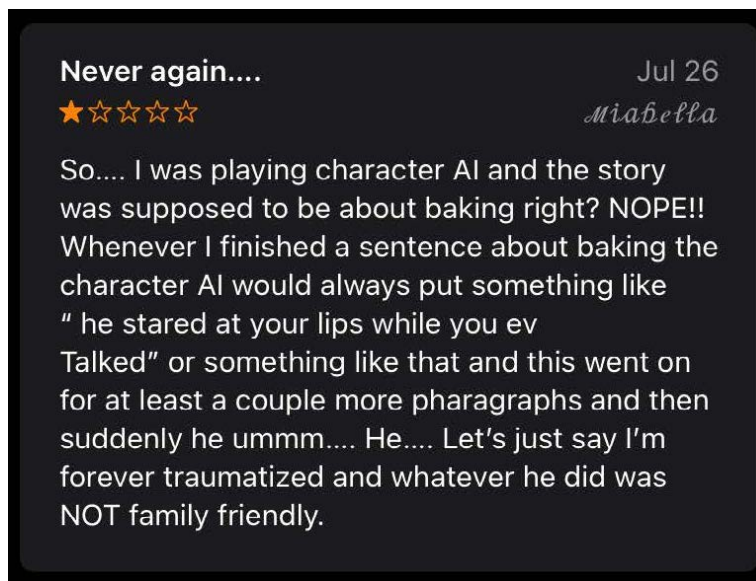 Never again....
Jul 26
Miabella
So.... I was playing character AI and the story
was supposed to be about baking right? NOPE!!
Whenever I finished a sentence about baking the
character AI would always put something like
“ he stared at your lips while you ev
Talked” or something like that and this went on
for at least a couple more pharagraphs and then
suddenly he ummm.... He.... Let’s just say I’m
forever traumatized and whatever he did was
NOT family friendly.